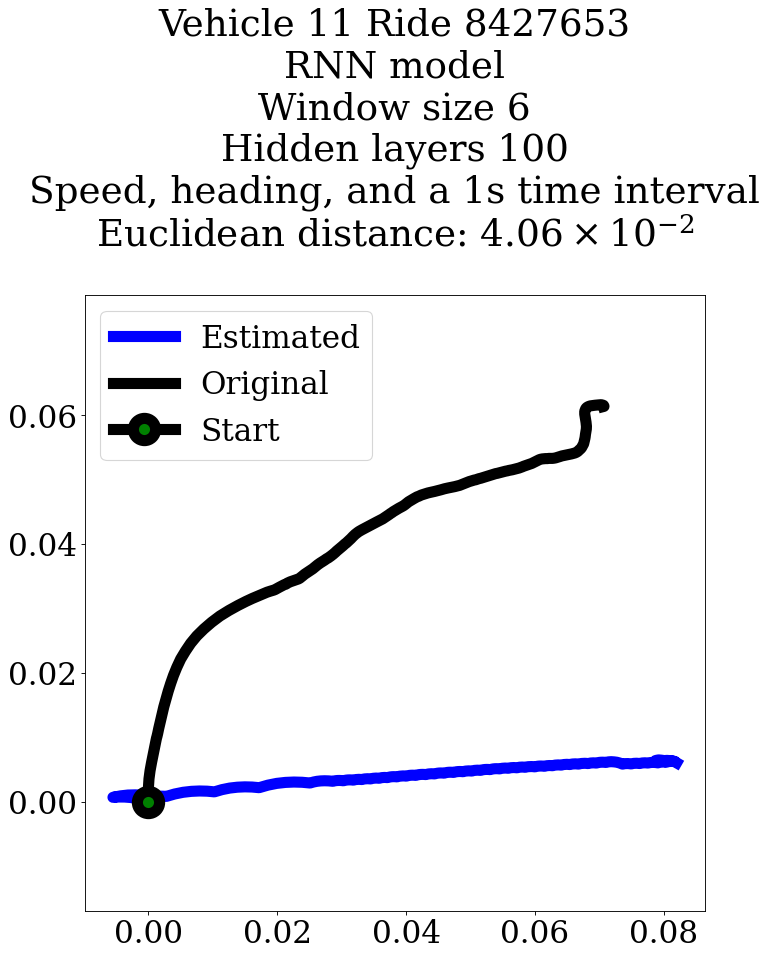 Vehicle 11 Ride 8427653
RNN model
Window size 6
Hidden layers 100
Speed, heading, and a 1s time interval
Euclidean distance: 4.06 × 10⁻²
Estimated
Original
Start
0.06
0.04
0.02
0.00
0.00 0.02 0.04 0.06 0.08